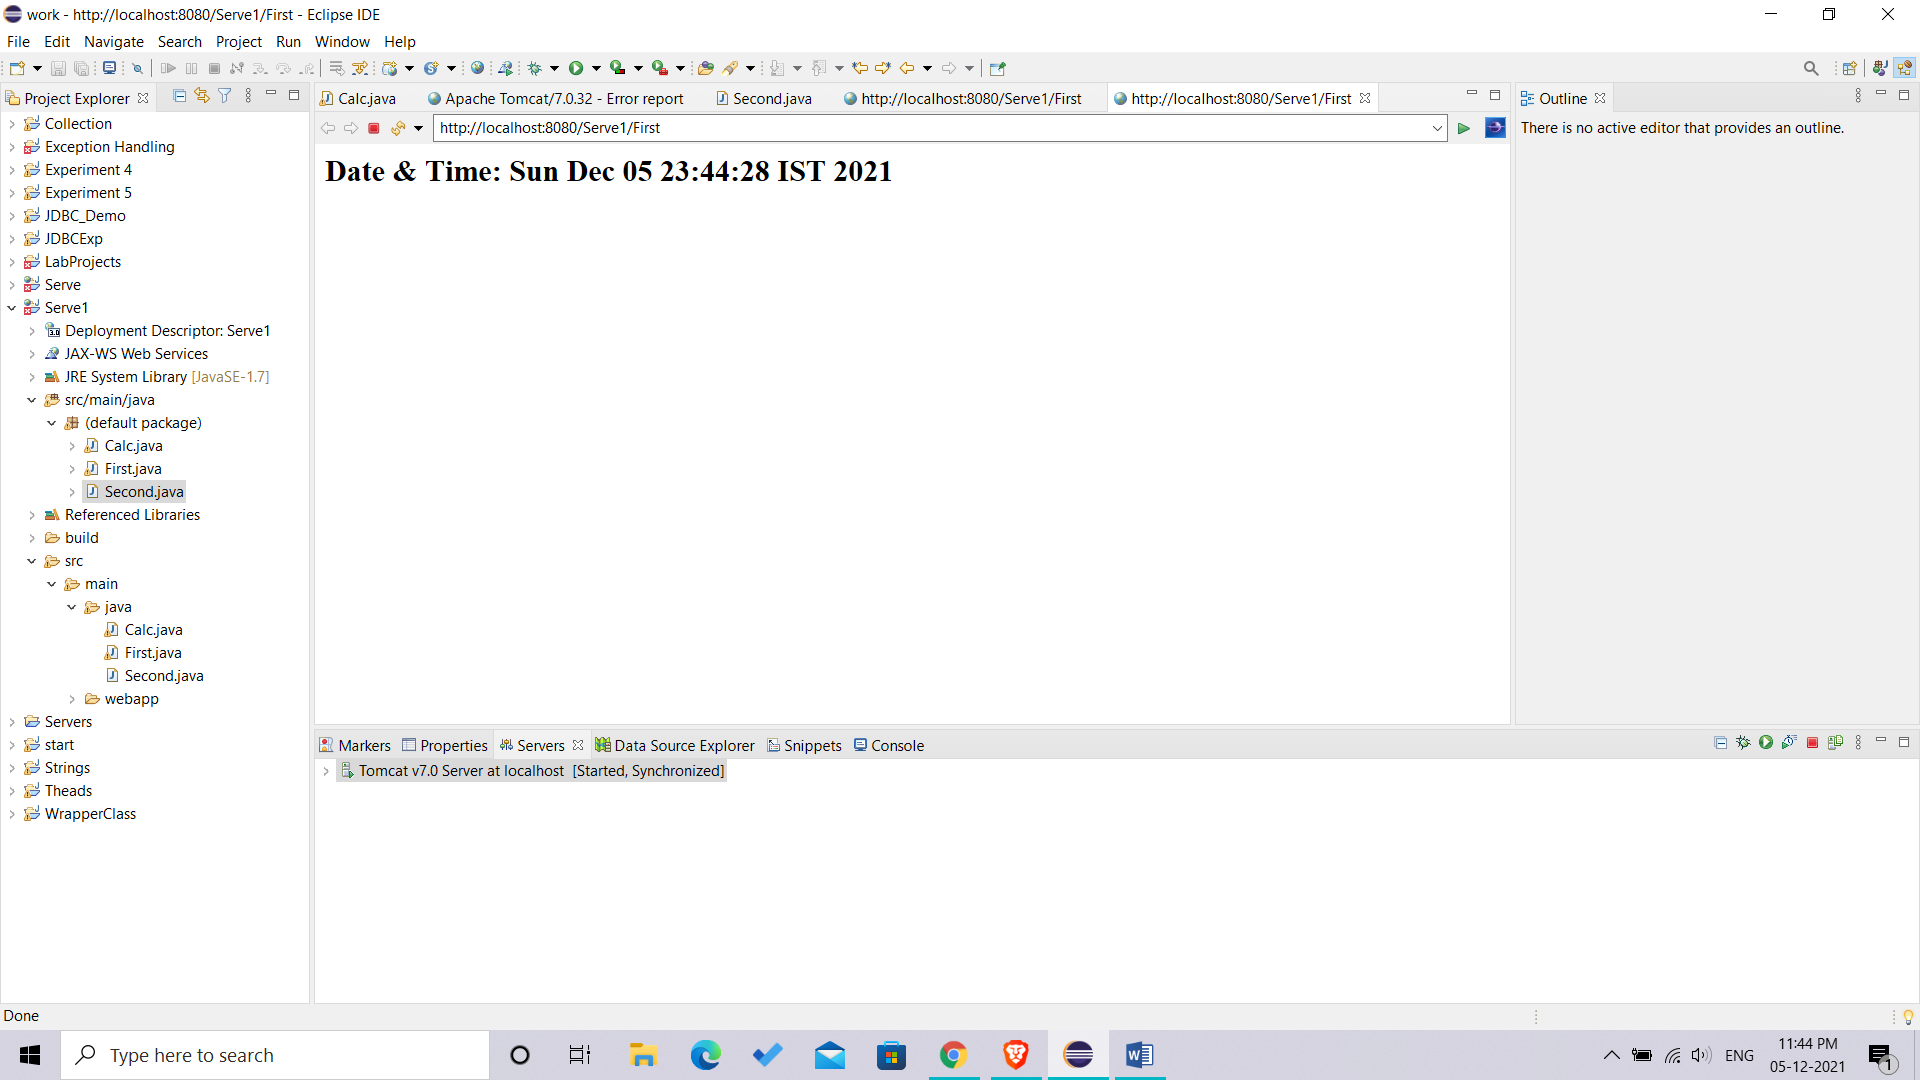 work - http://localhost:8080/Serve1/First - Eclipse IDE
File Edit Navigate Search Project Run Window Help
Project Explorer
Calc.java
Apache Tomcat/7.0.32 - Error report
Second.java
http://localhost:8080/Serve1/First
http://localhost:8080/Serve1/First
Outline
Collection
Exception Handling
Experiment 4
Experiment 5
JDBC_Demo
JDBCExp
LabProjects
Serve
Serve1
Deployment Descriptor: Serve1
JAX-WS Web Services
JRE System Library [JavaSE-1.7]
src/main/java
(default package)
Calc.java
First.java
Second.java
Referenced Libraries
build
src
main
java
Calc.java
First.java
Second.java
webapp
Servers
start
Strings
Theads
WrapperClass
http://localhost:8080/Serve1/First
Date & Time: Sun Dec 05 23:44:28 IST 2021
There is no active editor that provides an outline.
Markers
Properties
Servers
Data Source Explorer
Snippets
Console
Tomcat v7.0 Server at localhost [Started, Synchronized]
Done
Type here to search
ENG
11:44 PM
05-12-2021
1